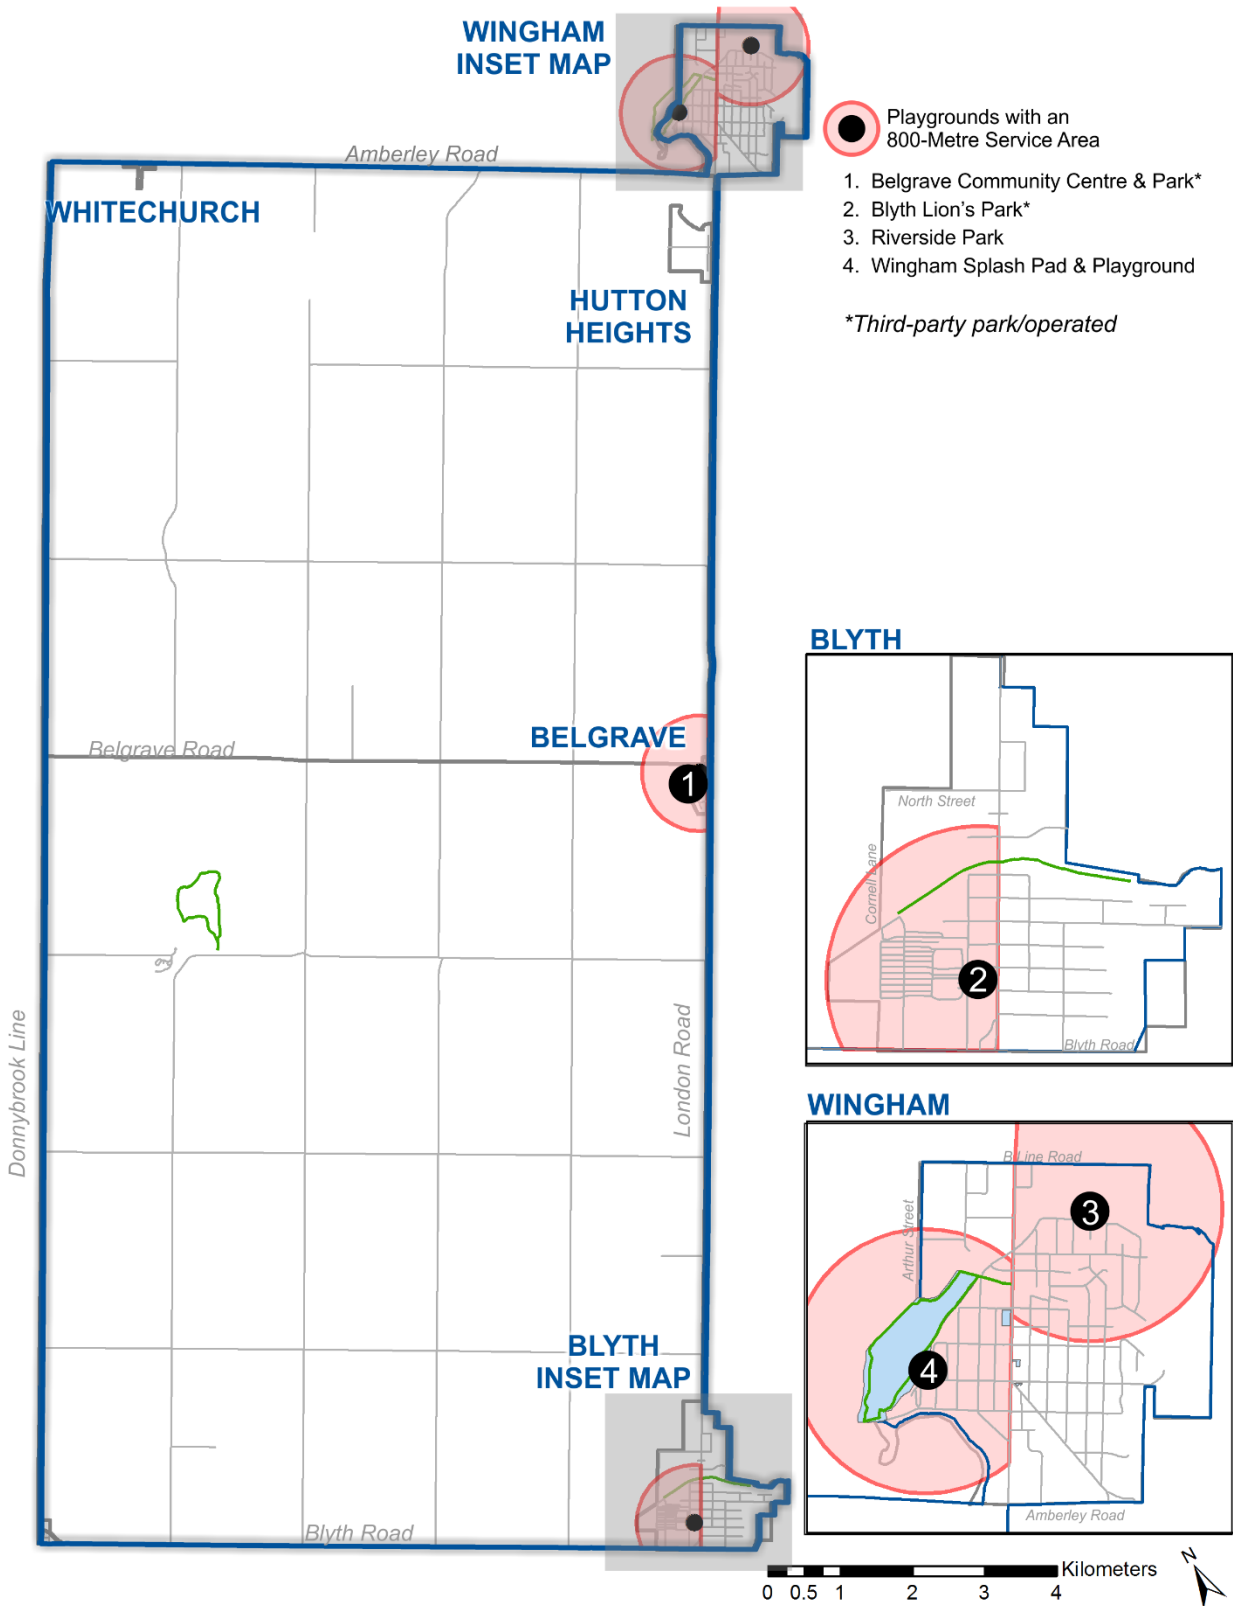 WINGHAM
INSET MAP
Playgrounds with an
800-Metre Service Area
1. Belgrave Community Centre & Park*
2. Blyth Lion's Park*
3. Riverside Park
4. Wingham Splash Pad & Playground
*Third-party park/operated
Amberley Road
WHITECHURCH
HUTTON
HEIGHTS
BELGRAVE
Belgrave Road
1
Donnybrook Line
London Road
BLYTH
INSET MAP
Blyth Road
BLYTH
North Street
Cornell Lane
2
Blyth Road
WINGHAM
B Line Road
Arthur Street
3
4
Amberley Road
Kilometers
0 0.5 1 2 3 4
N